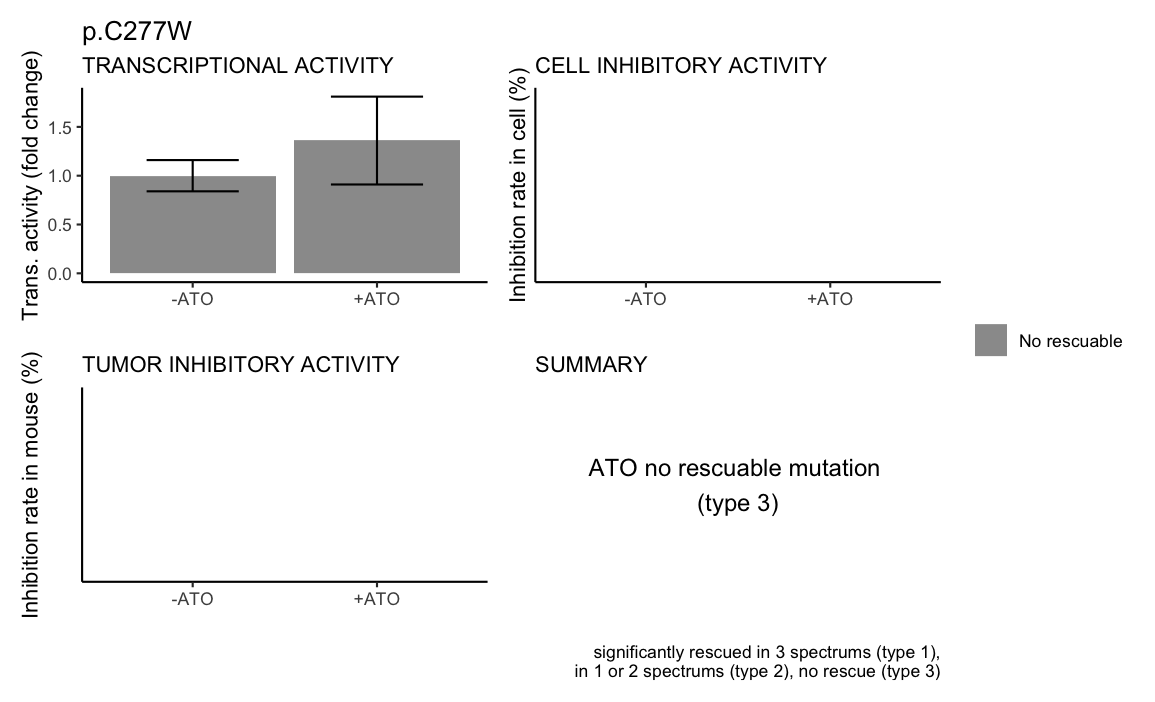 p.C277W
TRANSCRIPTIONAL ACTIVITY
Trans. activity (fold change)
1.5
1.0
0.5
0.0
-ATO
+ATO
CELL INHIBITORY ACTIVITY
Inhibition rate in cell (%)
-ATO
+ATO
No rescuable
TUMOR INHIBITORY ACTIVITY
Inhibition rate in mouse (%)
-ATO
+ATO
SUMMARY
ATO no rescuable mutation
(type 3)
significantly rescued in 3 spectrums (type 1),
in 1 or 2 spectrums (type 2), no rescue (type 3)